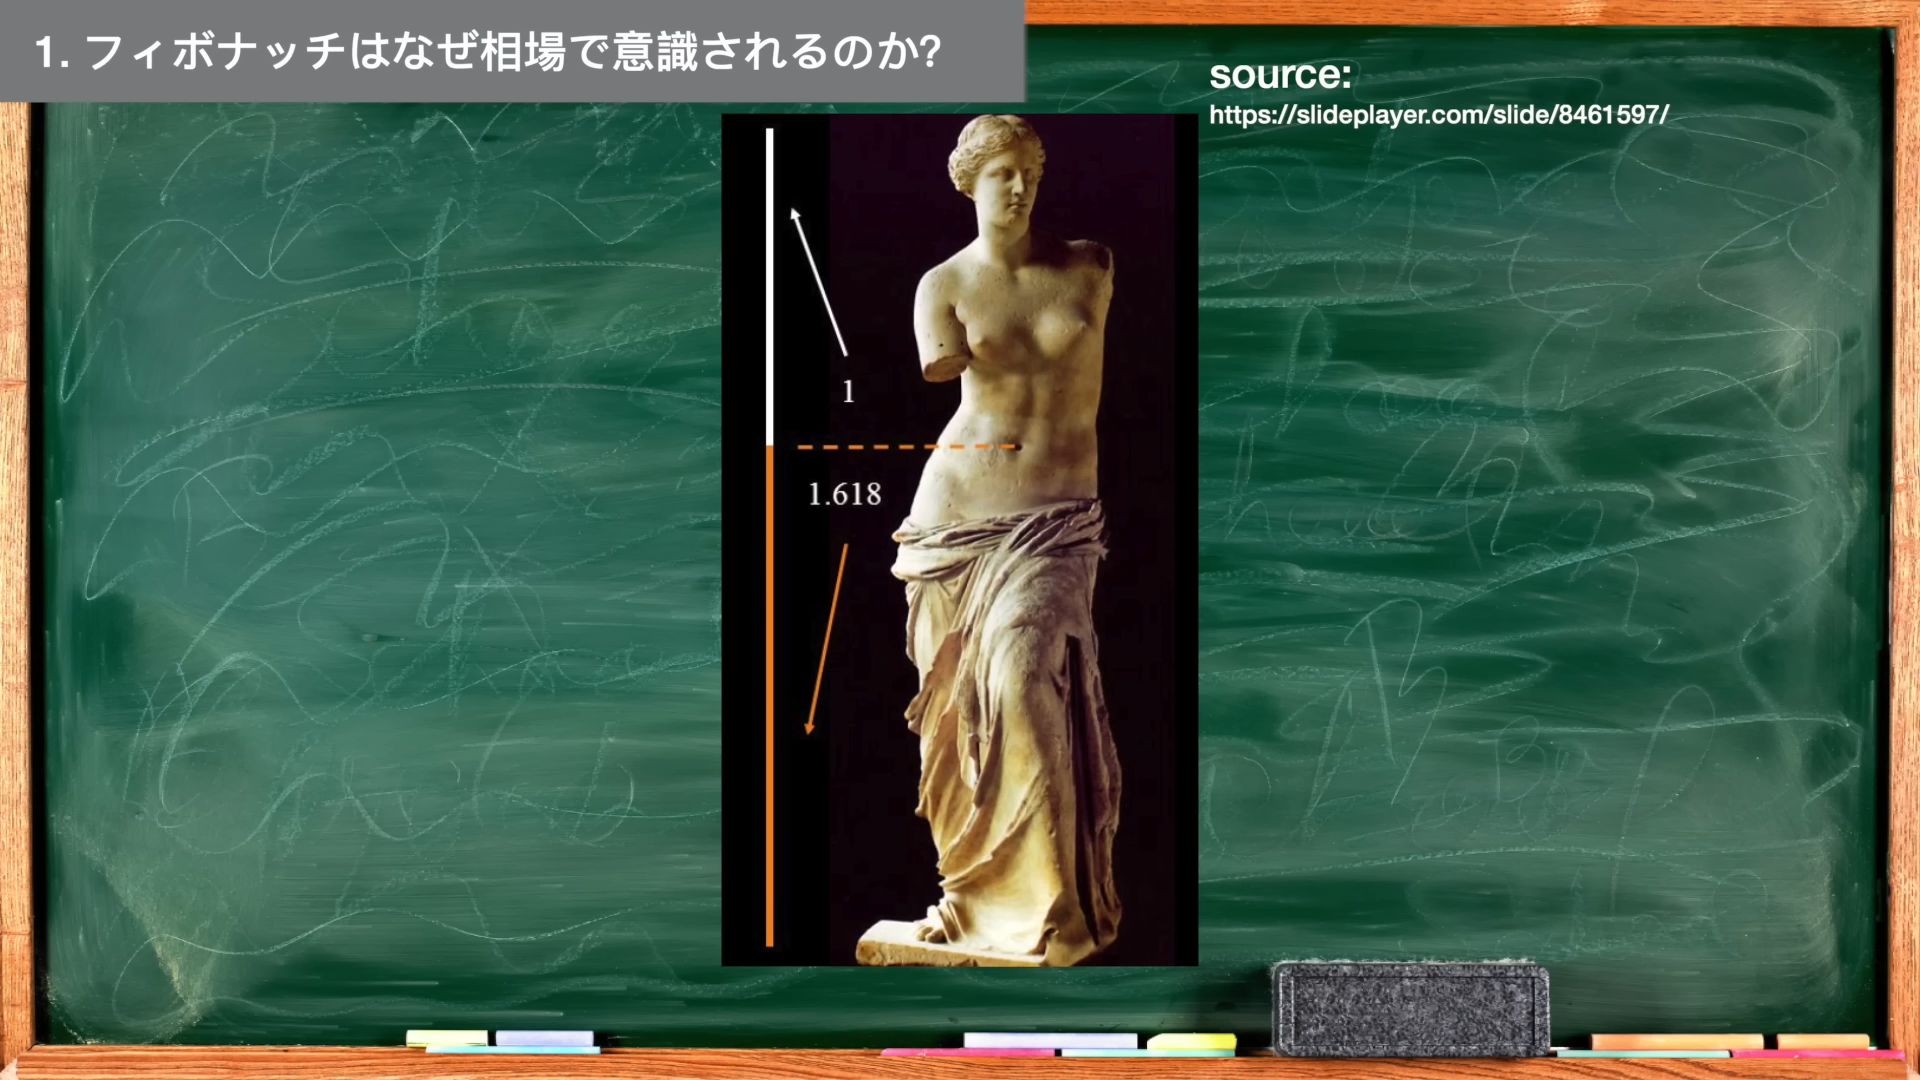 1. フィボナッチはなぜ相場で意識されるのか?
source:
https://slideplayer.com/slide/8461597/
1
1.618